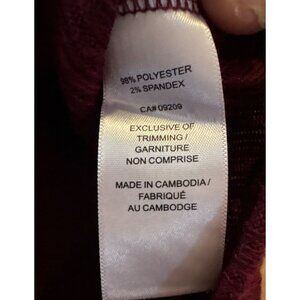 98% POLYESTER
2% SPANDEX
CA# 09209
EXCLUSIVE OF
TRIMMING /
GARNITURE
NON COMPRISE
MADE IN CAMBODIA /
FABRIQUÉ
AU CAMBODGE